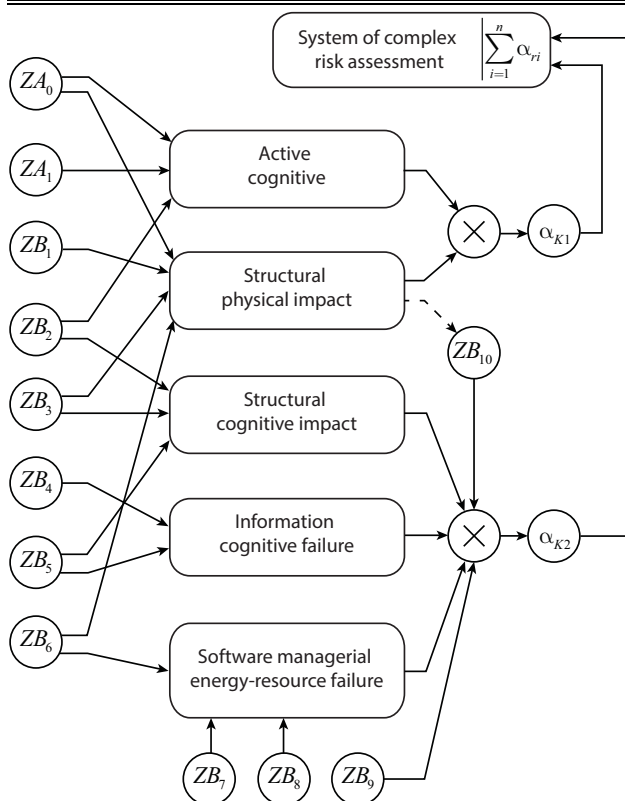 System of complex
risk assessment
n
∑ α_{ri}
i=1
ZA_0
ZA_1
Active
cognitive
ZB_1
α_{K1}
Structural
physical impact
ZB_2
ZB_{10}
ZB_3
Structural
cognitive impact
ZB_4
Information
cognitive failure
α_{K2}
ZB_5
ZB_6
Software managerial
energy-resource failure
ZB_7
ZB_8
ZB_9